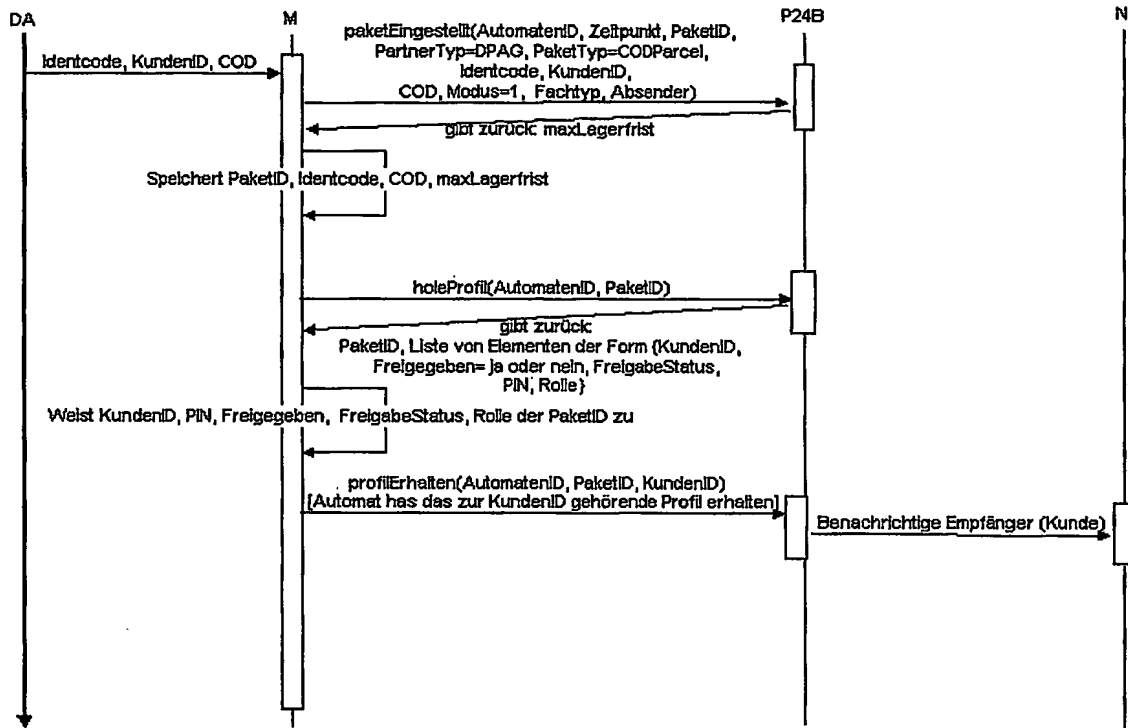 DA
M
P24B
N
paketEingestellt(AutomatenID, Zeitpunkt, PaketID,
PartnerTyp=DPAG, PaketTyp=CODParcel,
Identcode, KundenID,
COD, Modus=1, Fachtyp, Absender)
Identcode, KundenID, COD
gibt zurück: maxLagerfrist
Speichert PaketID, Identcode, COD, maxLagerfrist
holeProfil(AutomatenID, PaketID)
gibt zurück:
PaketID, Liste von Elementen der Form {KundenID,
Freigegeben= ja oder nein, FreigabeStatus,
PIN, Rolle}
Weist KundenID, PIN, Freigegeben, FreigabeStatus, Rolle der PaketID zu
profilErhalten(AutomatenID, PaketID, KundenID)
[Automat has das zur KundenID gehörende Profil erhalten]
Benachrichtige Empfänger (Kunde)